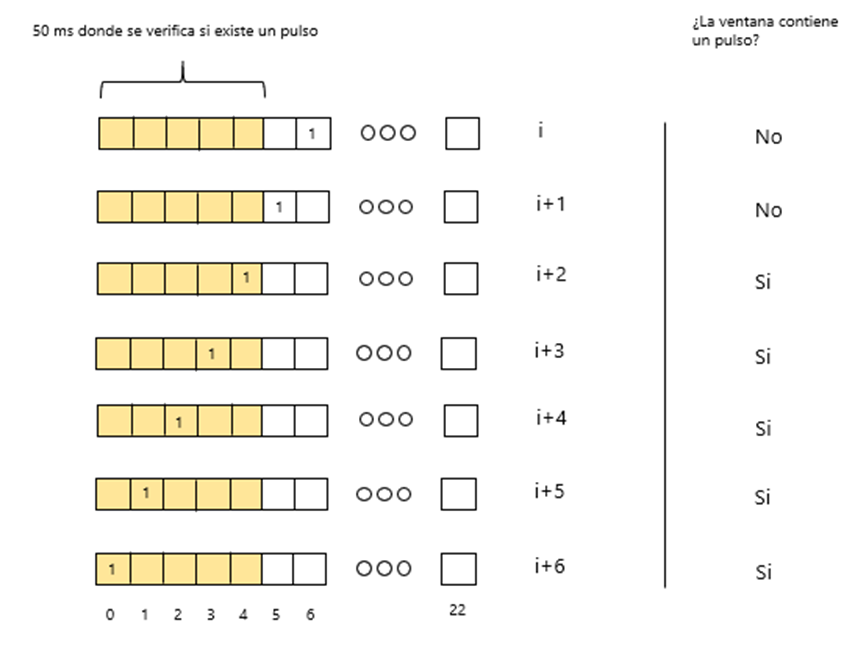 50 ms donde se verifica si existe un pulso
¿La ventana contiene
un pulso?
1
i
No
1
i+1
No
1
i+2
Si
1
i+3
Si
1
i+4
Si
1
i+5
Si
1
i+6
Si
0 1 2 3 4 5 6 22